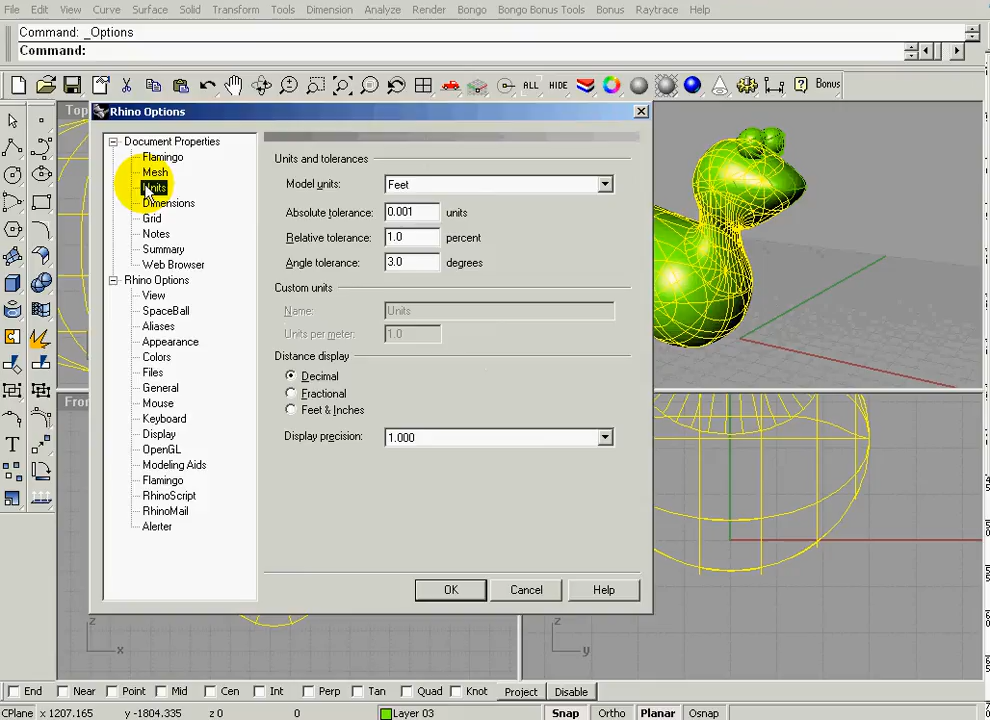 File Edit View Curve Surface Solid Transform Tools Dimension Analyze Render Bongo Bongo Bonus Tools Bonus Raytrace Help
Command: _Options
Command:
ALL HIDE Bonus
Top
Rhino Options
Document Properties
Flamingo
Mesh
Units
Dimensions
Grid
Notes
Summary
Web Browser
Rhino Options
View
SpaceBall
Aliases
Appearance
Colors
Files
General
Mouse
Keyboard
Display
OpenGL
Modeling Aids
Flamingo
RhinoScript
RhinoMail
Alerter
Units and tolerances
Model units: Feet
Absolute tolerance: 0.001 units
Relative tolerance: 1.0 percent
Angle tolerance: 3.0 degrees
Custom units
Name: Units
Units per meter: 1.0
Distance display
Decimal
Fractional
Feet & Inches
Display precision: 1.000
OK Cancel Help
Fron
z
x
z
y
End Near Point Mid Cen Int Perp Tan Quad Knot Project Disable
CPlane x 1207.165 y -1804.335 z 0 0 Layer 03 Snap Ortho Planar Osnap